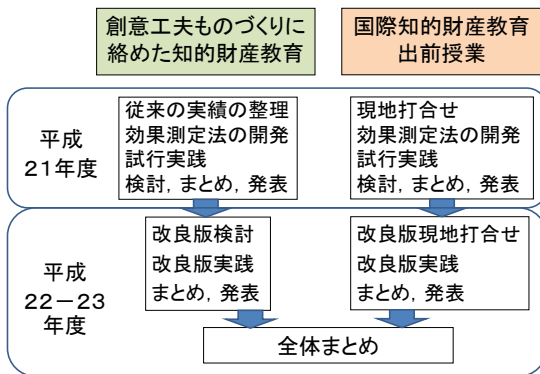 創意工夫ものづくりに
絡めた知的財産教育
国際知的財産教育
出前授業
平成
21年度
従来の実績の整理
効果測定法の開発
試行実践
検討, まとめ, 発表
現地打合せ
効果測定法の開発
試行実践
検討, まとめ, 発表
平成
22－23
年度
改良版検討
改良版実践
まとめ, 発表
改良版現地打合せ
改良版実践
まとめ, 発表
全体まとめ